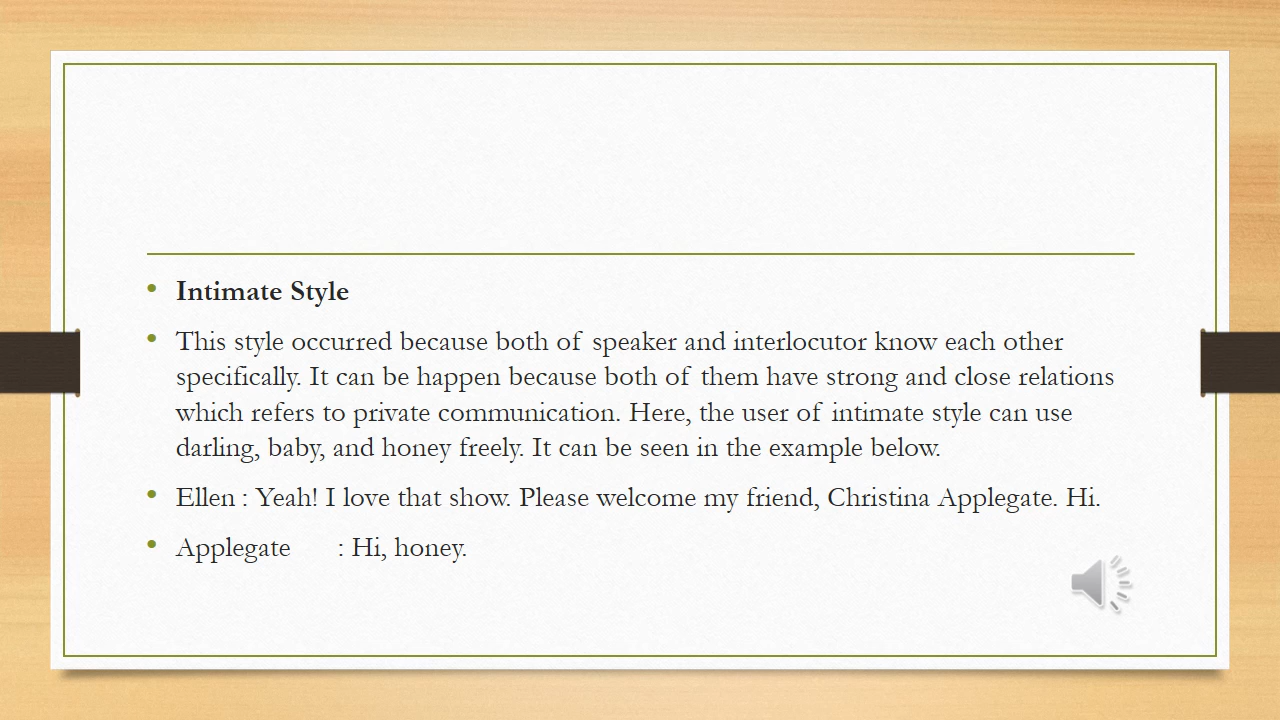 • Intimate Style
• This style occurred because both of speaker and interlocutor know each other
specifically. It can be happen because both of them have strong and close relations
which refers to private communication. Here, the user of intimate style can use
darling, baby, and honey freely. It can be seen in the example below.
• Ellen : Yeah! I love that show. Please welcome my friend, Christina Applegate. Hi.
• Applegate : Hi, honey.